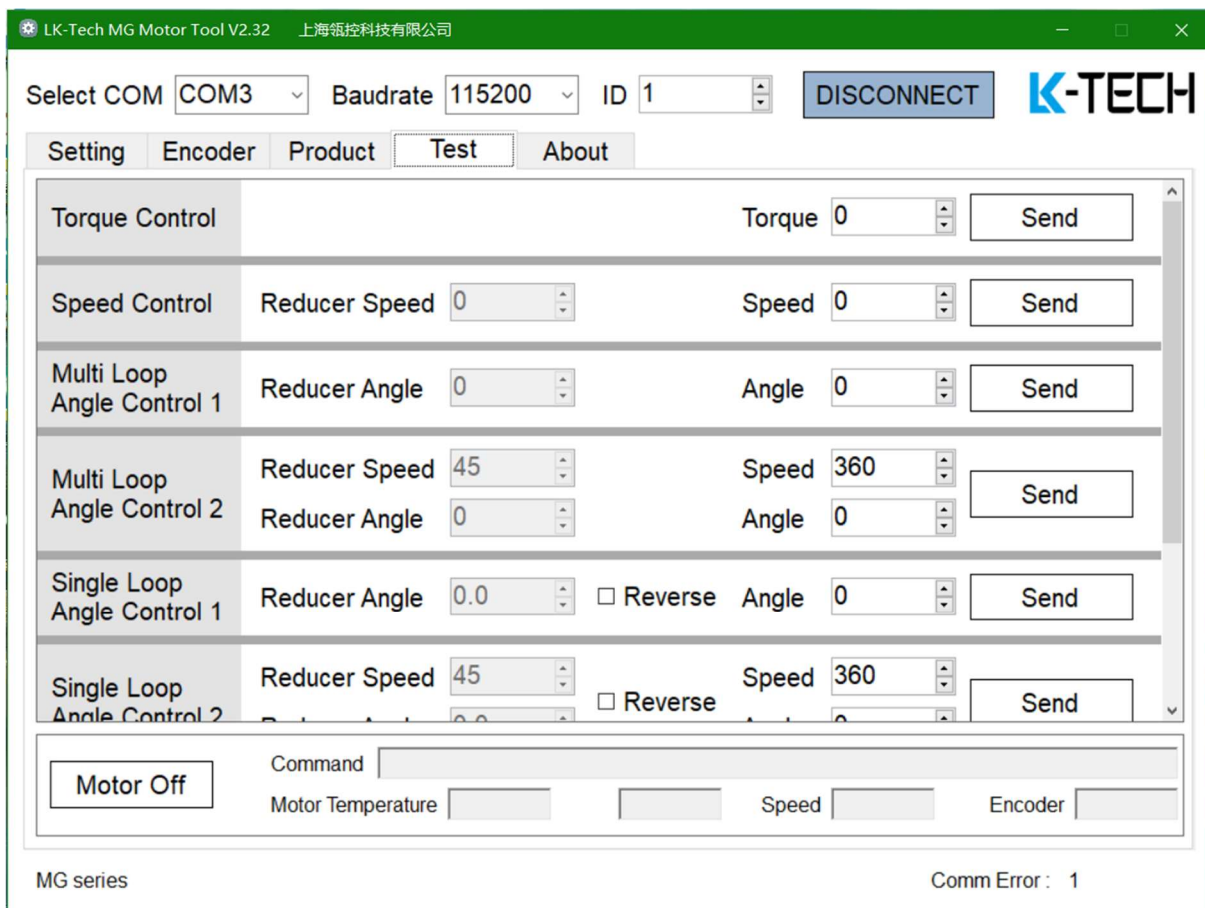 LK-Tech MG Motor Tool V2.32 上海瓴控科技有限公司
Select COM COM3 Baudrate 115200 ID 1 DISCONNECT K-TECH
Setting Encoder Product Test About
Torque Control Torque 0 Send
Speed Control Reducer Speed 0 Speed 0 Send
Multi Loop
Angle Control 1 Reducer Angle 0 Angle 0 Send
Multi Loop
Angle Control 2
Reducer Speed 45 Speed 360
Reducer Angle 0 Angle 0
Send
Single Loop
Angle Control 1 Reducer Angle 0.0 Reverse Angle 0 Send
Single Loop
Angle Control 2
Reducer Speed 45 Reverse Speed 360
Send
Motor Off
Command
Motor Temperature Speed Encoder
MG series Comm Error : 1